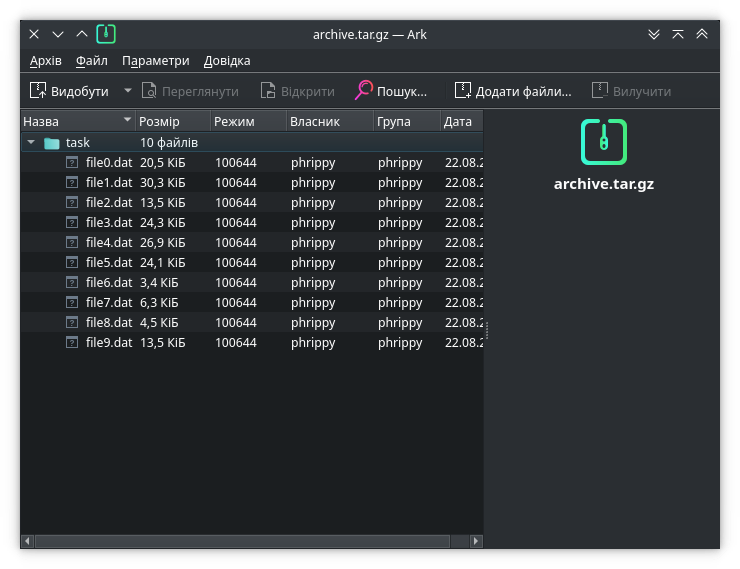 archive.tar.gz — Ark
Архів Файл Параметри Довідка
Видобути Переглянути Відкрити Пошук... Додати файли... Вилучити
Назва Розмір Режим Власник Група Дата
archive.tar.gz
task 10 файлів
file0.dat 20,5 КіБ 100644 phrippy phrippy 22.08.2
file1.dat 30,3 КіБ 100644 phrippy phrippy 22.08.2
file2.dat 13,5 КіБ 100644 phrippy phrippy 22.08.2
file3.dat 24,3 КіБ 100644 phrippy phrippy 22.08.2
file4.dat 26,9 КіБ 100644 phrippy phrippy 22.08.2
file5.dat 24,1 КіБ 100644 phrippy phrippy 22.08.2
file6.dat 3,4 КіБ 100644 phrippy phrippy 22.08.2
file7.dat 6,3 КіБ 100644 phrippy phrippy 22.08.2
file8.dat 4,5 КіБ 100644 phrippy phrippy 22.08.2
file9.dat 13,5 КіБ 100644 phrippy phrippy 22.08.2